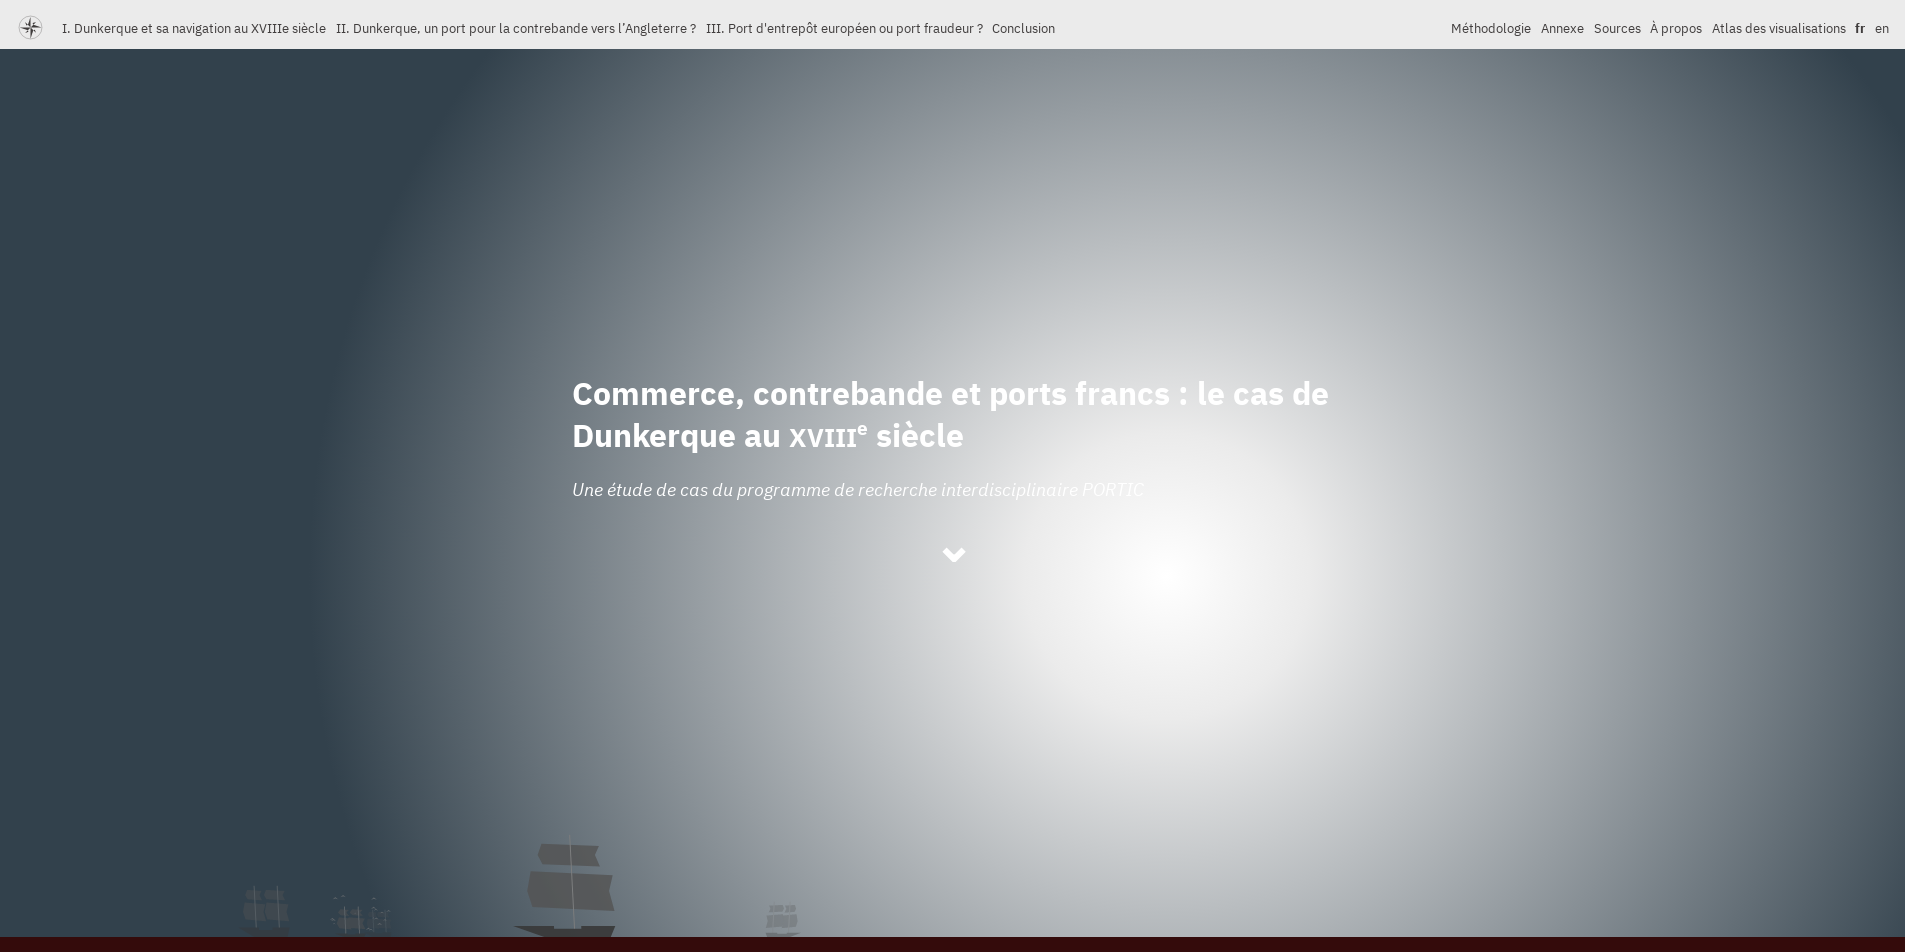 I. Dunkerque et sa navigation au XVIIIe siècle II. Dunkerque, un port pour la contrebande vers l’Angleterre ? III. Port d'entrepôt européen ou port fraudeur ? Conclusion Méthodologie Annexe Sources À propos Atlas des visualisations fr en
Commerce, contrebande et ports francs : le cas de
Dunkerque au XVIIIe siècle
Une étude de cas du programme de recherche interdisciplinaire PORTIC